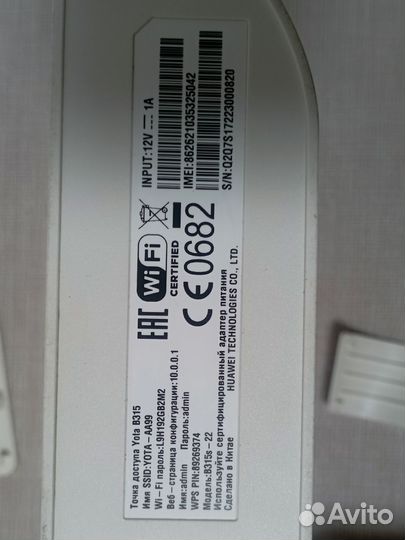 Точка доступа Yota B315
Имя SSID:YOTA-AA99
Wi-Fi пароль:L9H192GB2M2
Веб-страница конфигурации:10.0.0.1
Имя:admin Пароль:admin
WPS PIN:89269374
Модель:B315s-22
Используйте сертифицированный адаптер питания
Сделано в Китае
HUAWEI TECHNOLOGIES CO., LTD.
EAC
Wi Fi
CERTIFIED
CE0682
INPUT:12V 1A
IMEI:862621035325042
S/N:Q2Q7S17223000820
Avito